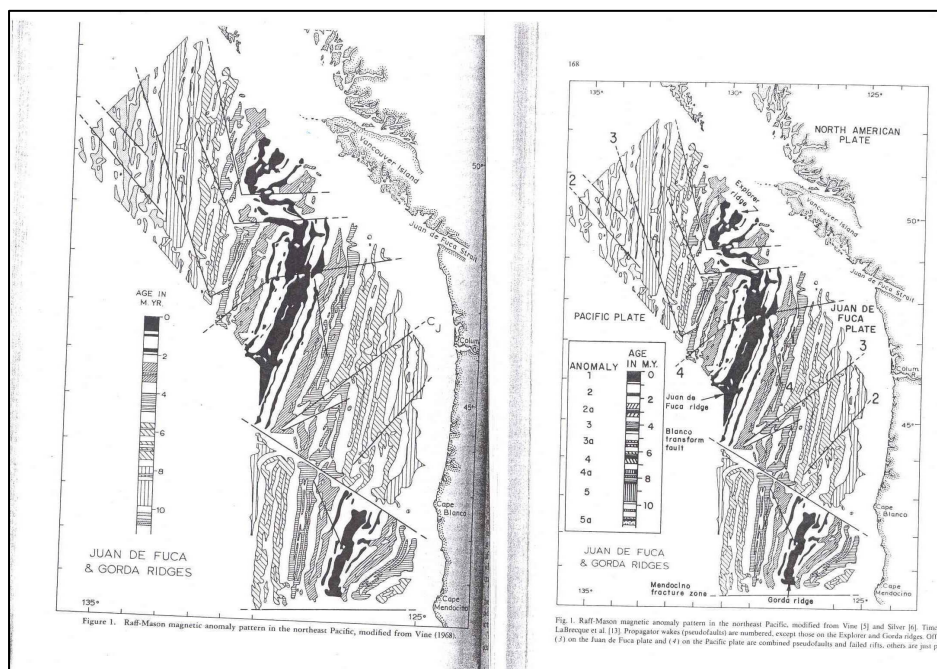 50°
Vancouver Island
Juan de Fuca Strait
AGE IN
M. YR.
0
2
4
6
8
10
CJ
Colum
R.
45°
Cape
Blanco
JUAN DE FUCA
& GORDA RIDGES
Cape
Mendocino
135°
125°
Figure 1. Raff-Mason magnetic anomaly pattern in the northeast Pacific, modified from Vine (1968).
168
135°
130°
125°
NORTH AMERICAN
PLATE
3
2
Explorer
ridge
Vancouver Island
50°
Juan de Fuca Strait
PACIFIC PLATE
JUAN DE
FUCA
PLATE
4
3
Colum.
R.
ANOMALY
AGE
IN M.Y.
1
0
2
2
2a
3
4
3a
6
4
4a
8
5
10
5a
Juan de
Fuca ridge
4
2
Blanco
transform
fault
45°
Cape
Blanco
JUAN DE FUCA
& GORDA RIDGES
Mendocino
fracture zone
Gorda ridge
Cape
Mendocino
135°
125°
Fig. 1. Raff-Mason magnetic anomaly pattern in the northeast Pacific, modified from Vine [5] and Silver [6]. Time
LaBrecque et al. [13]. Propagator wakes (pseudofaults) are numbered, except those on the Explorer and Gorda ridges. Off
(3) on the Juan de Fuca plate and (4) on the Pacific plate are combined pseudofaults and failed rifts, others are just p